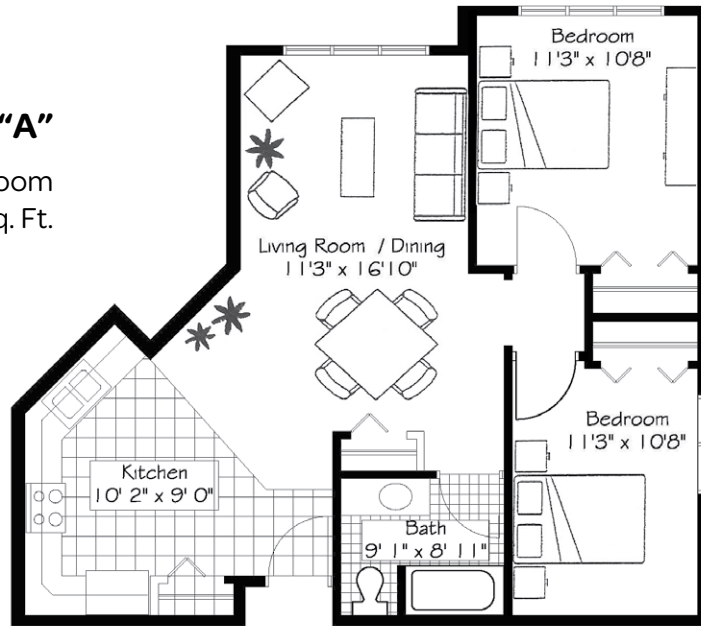 “A”
oom
q. Ft.
Bedroom
11'3" x 10'8"
Living Room / Dining
11'3" x 16'10"
Bedroom
11'3" x 10'8"
Kitchen
10' 2" x 9' 0"
Bath
9' 1" x 8' 11"